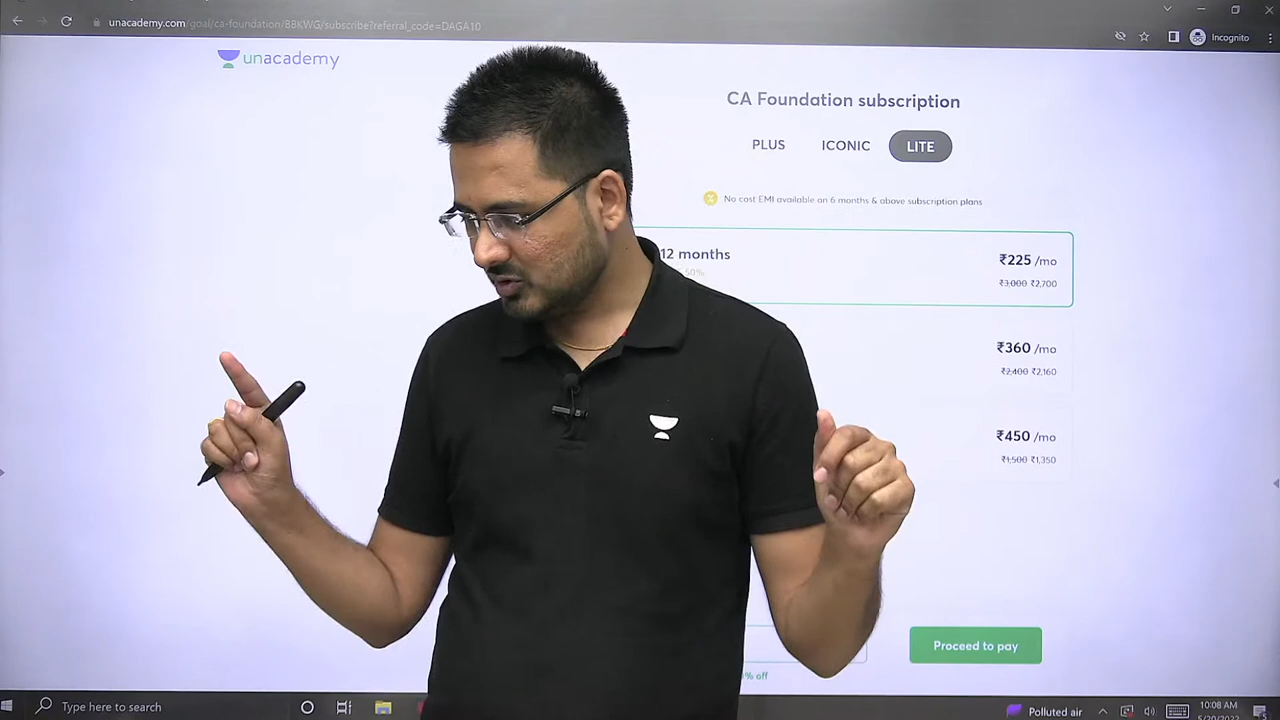 unacademy.com/goal/ca-foundation/BBKWG/subscribe?referral_code=DAGA10
Incognito
unacademy
CA Foundation subscription
PLUS ICONIC LITE
No cost EMI available on 6 months & above subscription plans
12 months
₹225 /mo
50%
₹3,000 ₹2,700
₹360 /mo
₹2,400 ₹2,160
₹450 /mo
₹1,500 ₹1,350
Proceed to pay
% off
Type here to search
Polluted air
10:08 AM